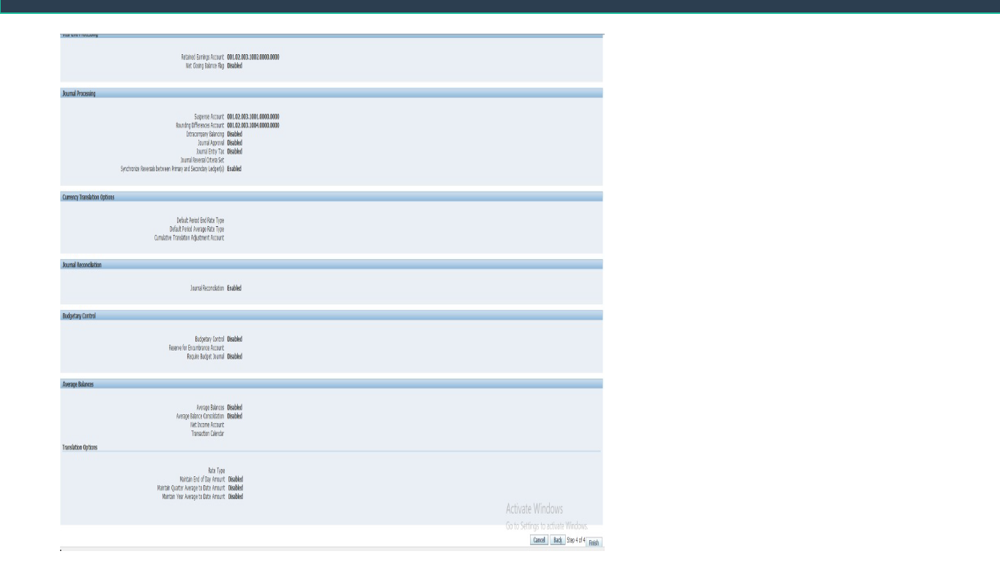 Year End Processing
Retained Earnings Account 001.02.003.1002.0000.0000
Net Closing Balance Flag Disabled
Journal Processing
Suspense Account 001.02.003.1001.0000.0000
Rounding Differences Account 001.02.003.1004.0000.0000
Intracompany Balancing Disabled
Journal Approval Disabled
Journal Entry Tax Disabled
Journal Reversal Criteria Set
Synchronize Reversals between Primary and Secondary Ledger(s) Enabled
Currency Translation Options
Default Period End Rate Type
Default Period Average Rate Type
Cumulative Translation Adjustment Account
Journal Reconciliation
Journal Reconciliation Enabled
Budgetary Control
Budgetary Control Disabled
Reserve for Encumbrance Account
Require Budget Journal Disabled
Average Balances
Average Balances Disabled
Average Balance Consolidation Disabled
Net Income Account
Transaction Calendar
Translation Options
Rate Type
Maintain End of Day Amount Disabled
Maintain Quarter Average to Date Amount Disabled
Maintain Year Average to Date Amount Disabled
Activate Windows
Go to Settings to activate Windows.
Cancel Back Step 4 of 4 Finish